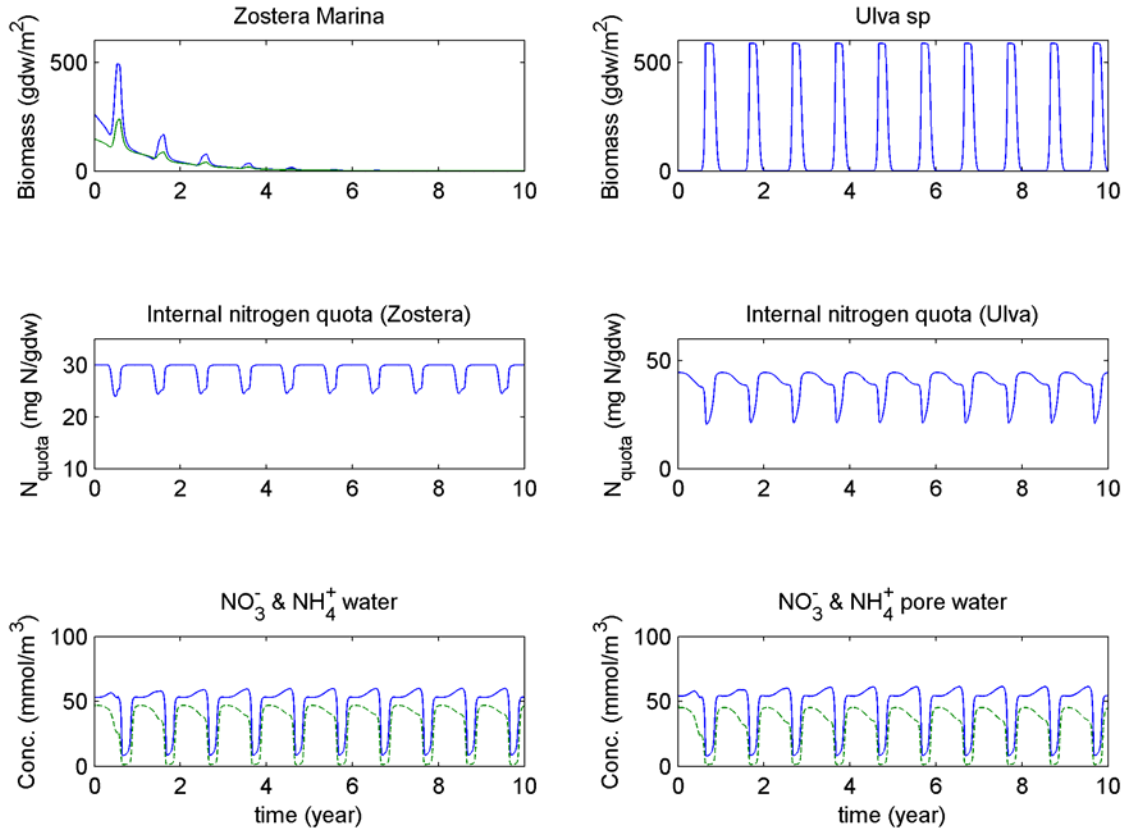 Zostera Marina
Biomass (gdw/m²)
500
0
0 2 4 6 8 10
Ulva sp
Biomass (gdw/m²)
500
0
0 2 4 6 8 10
Internal nitrogen quota (Zostera)
N_quota (mg N/gdw)
30
20
10
0 2 4 6 8 10
Internal nitrogen quota (Ulva)
N_quota (mg N/gdw)
50
0
0 2 4 6 8 10
NO₃⁻ & NH₄⁺ water
Conc. (mmol/m³)
100
50
0
0 2 4 6 8 10
time (year)
NO₃⁻ & NH₄⁺ pore water
Conc. (mmol/m³)
100
50
0
0 2 4 6 8 10
time (year)